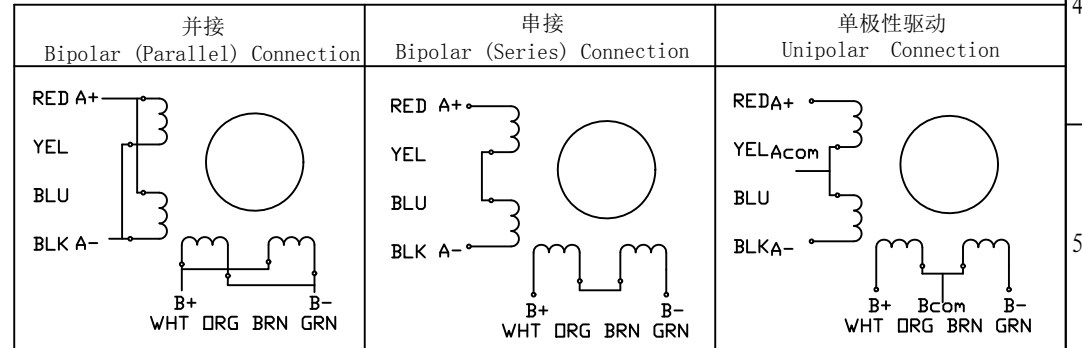 并接
Bipolar (Parallel) Connection
RED A+
YEL
BLU
BLK A-
B+ B-
WHT ORG BRN GRN
串接
Bipolar (Series) Connection
RED A+
YEL
BLU
BLK A-
B+ B-
WHT ORG BRN GRN
单极性驱动
Unipolar Connection
REDA+
YELAcom
BLU
BLKA-
B+ Bcom B-
WHT ORG BRN GRN
4
5